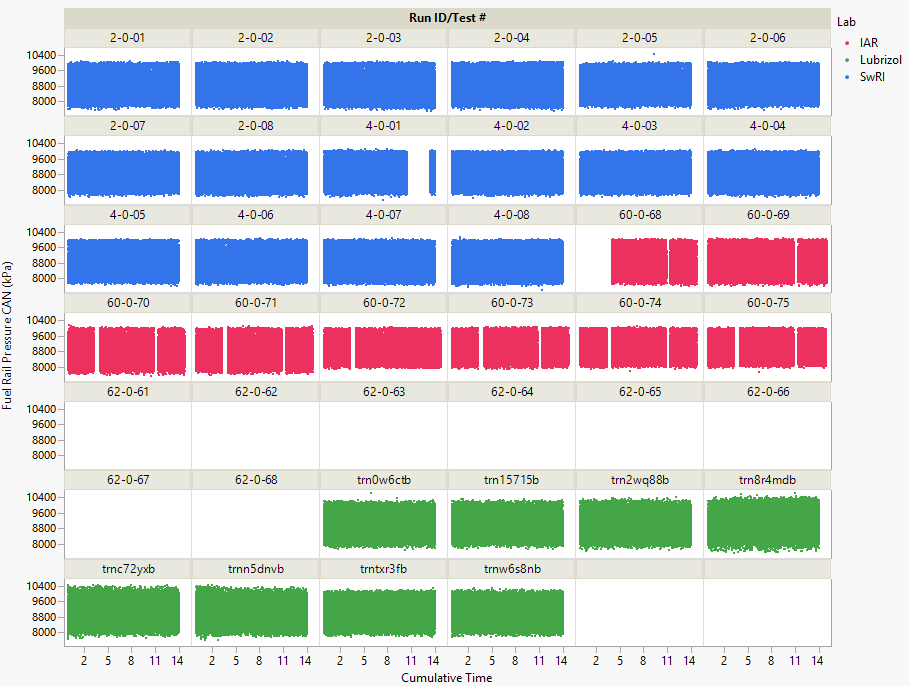 Run ID/Test #
Lab
IAR
Lubrizol
SwRI
2-0-01 2-0-02 2-0-03 2-0-04 2-0-05 2-0-06
10400
9600
8800
8000
2-0-07 2-0-08 4-0-01 4-0-02 4-0-03 4-0-04
10400
9600
8800
8000
4-0-05 4-0-06 4-0-07 4-0-08 60-0-68 60-0-69
10400
9600
8800
8000
60-0-70 60-0-71 60-0-72 60-0-73 60-0-74 60-0-75
10400
9600
8800
8000
62-0-61 62-0-62 62-0-63 62-0-64 62-0-65 62-0-66
10400
9600
8800
8000
62-0-67 62-0-68 trn0w6ctb trn15715b trn2wq88b trn8r4mdb
10400
9600
8800
8000
trnc72yxb trnn5dnvb trntxr3fb trnw6s8nb
10400
9600
8800
8000
2 5 8 11 14 2 5 8 11 14 2 5 8 11 14 2 5 8 11 14 2 5 8 11 14 2 5 8 11 14
Cumulative Time
Fuel Rail Pressure CAN (kPa)